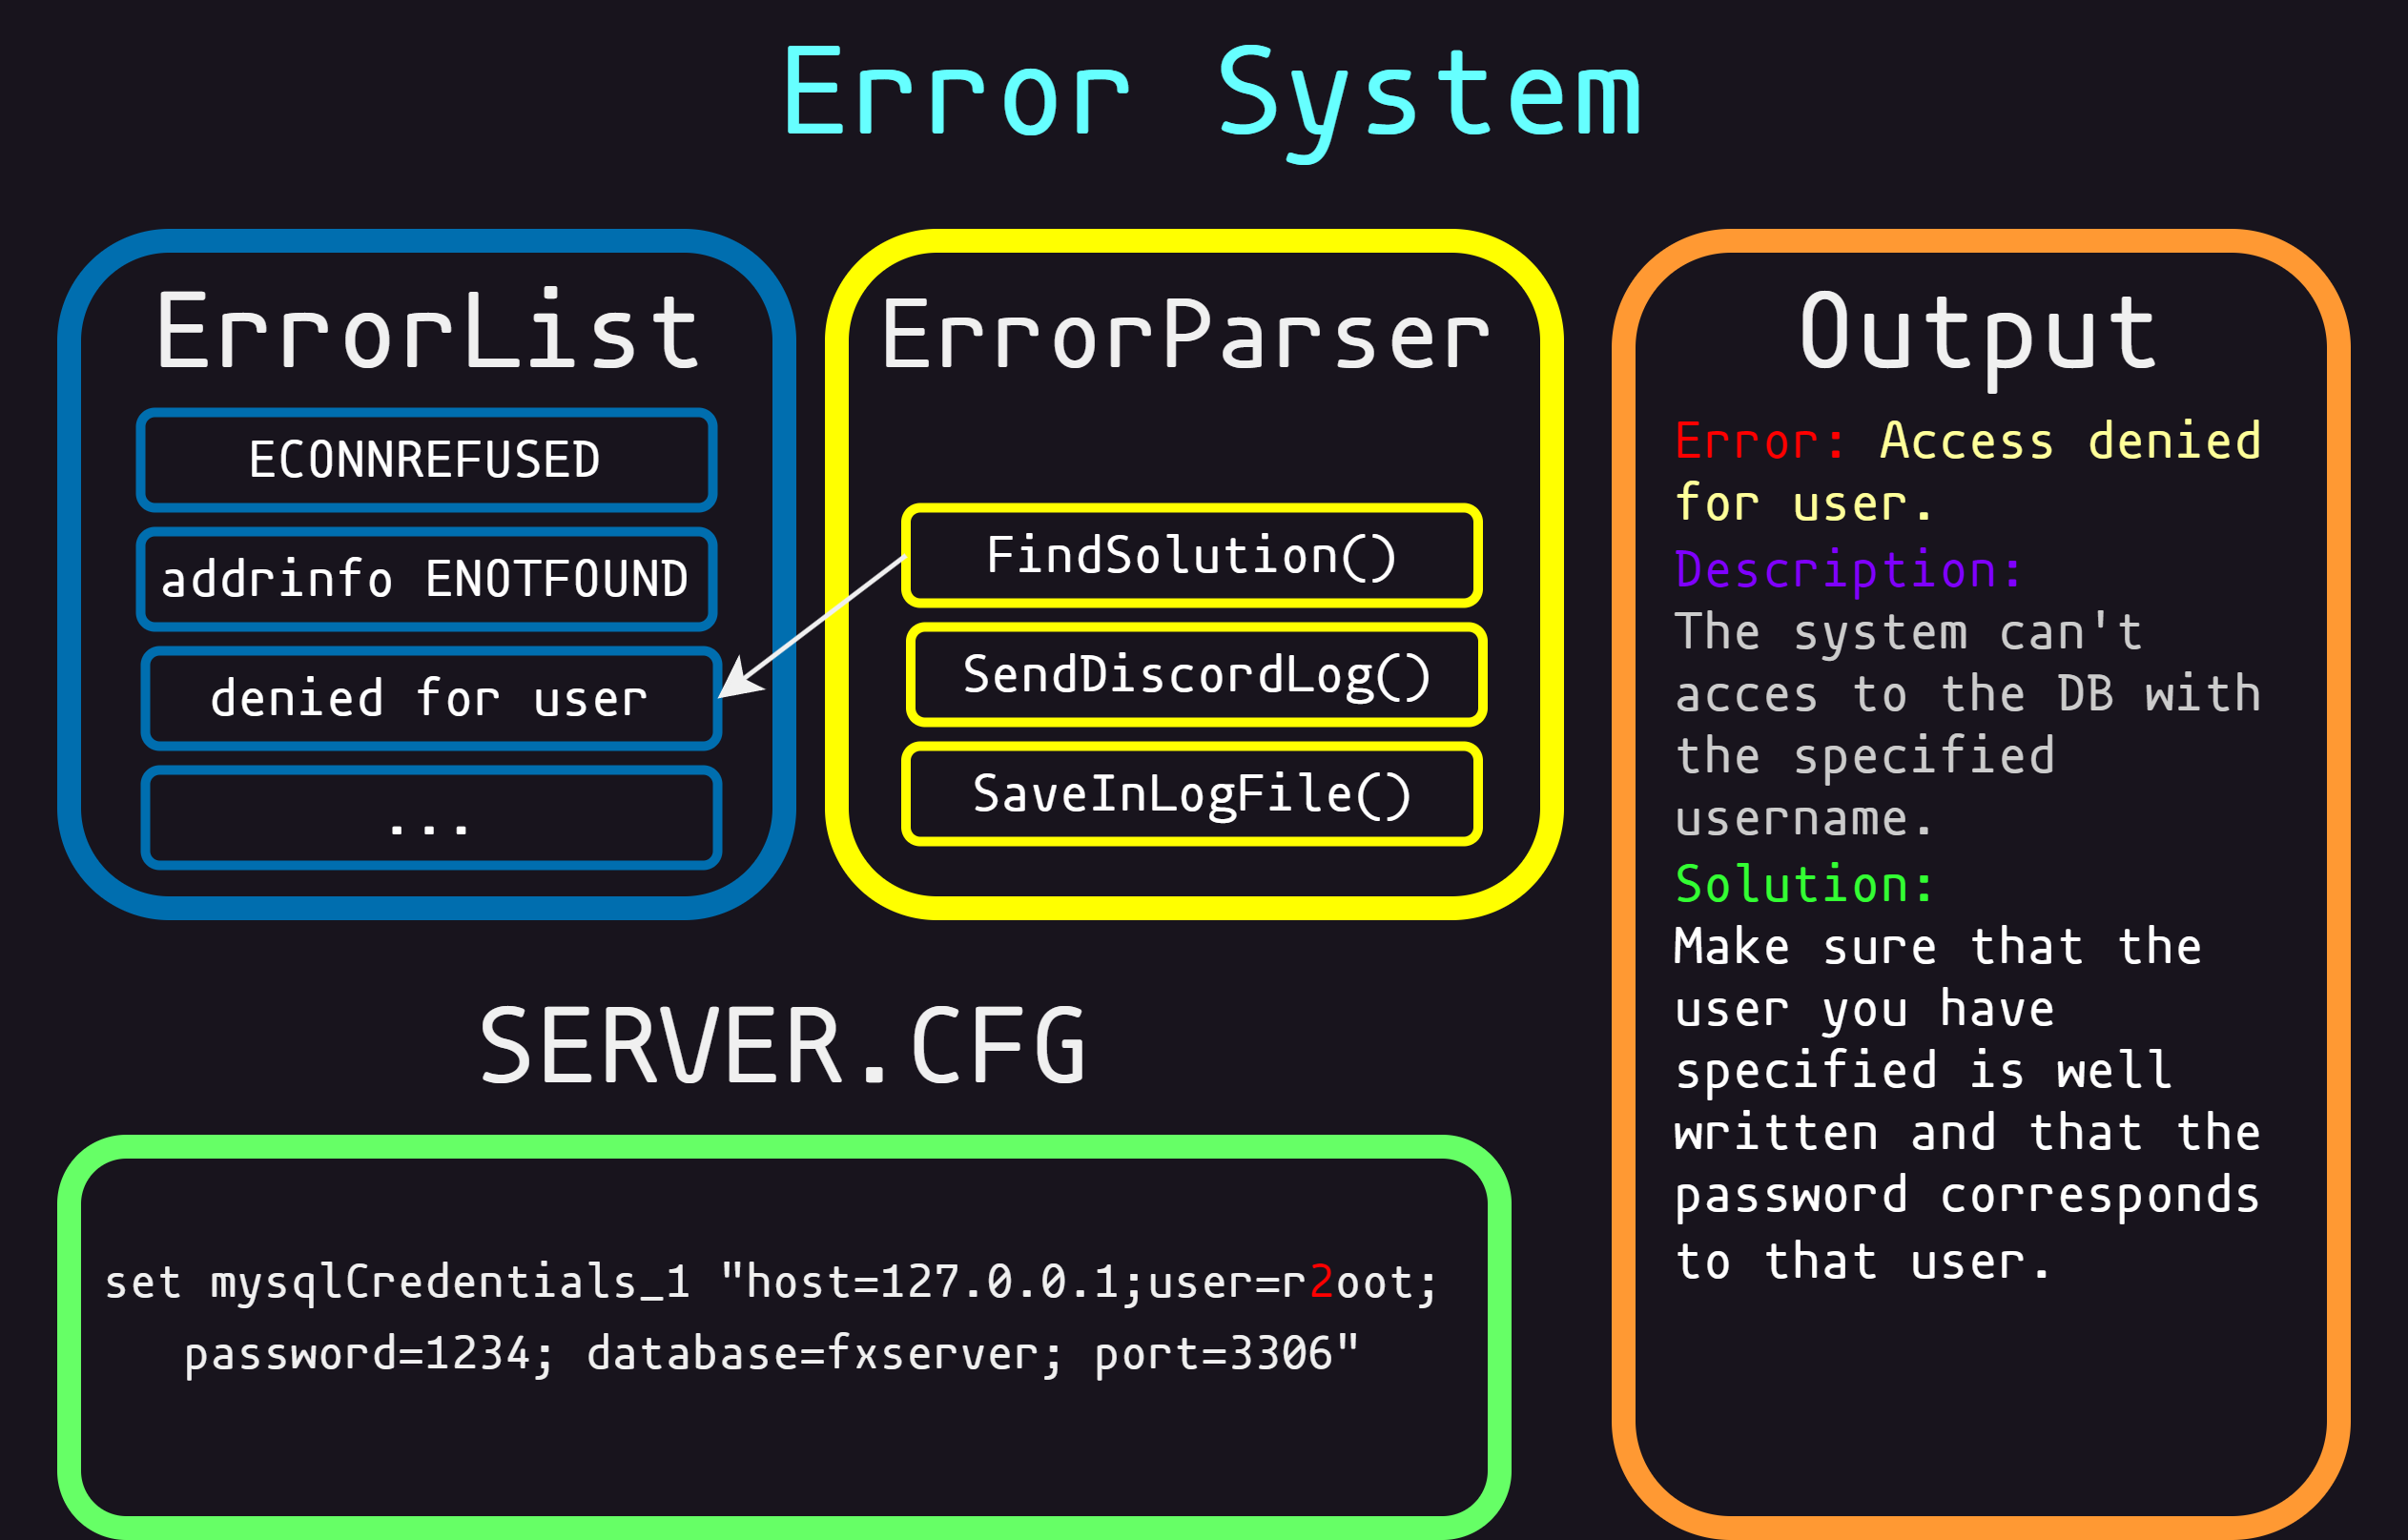 Error System
ErrorList
ECONNREFUSED
addrinfo ENOTFOUND
denied for user
...
ErrorParser
FindSolution()
SendDiscordLog()
SaveInLogFile()
Output
Error: Access denied
for user.
Description:
The system can't
acces to the DB with
the specified
username.
Solution:
Make sure that the
user you have
specified is well
written and that the
password corresponds
to that user.
SERVER.CFG
set mysqlCredentials_1 "host=127.0.0.1;user=r2oot;
password=1234; database=fxserver; port=3306"